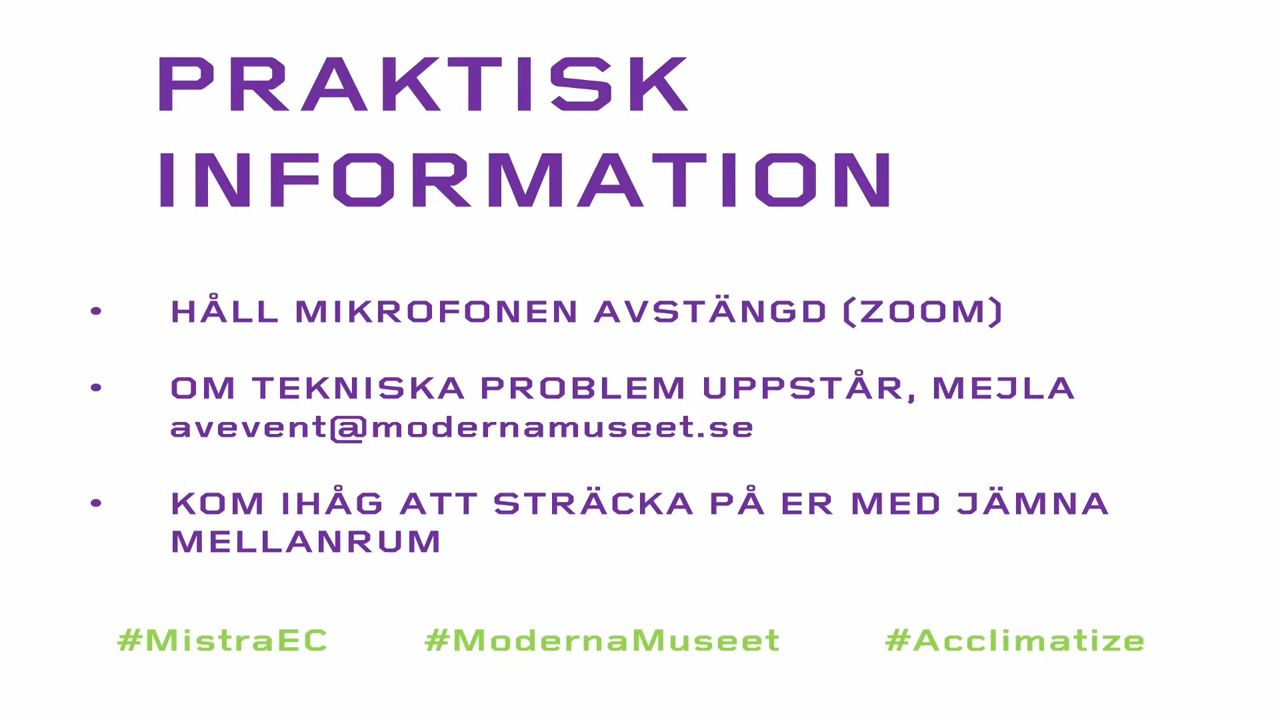 PRAKTISK
INFORMATION
• HÅLL MIKROFONEN AVSTÄNGD (ZOOM)
• OM TEKNISKA PROBLEM UPPSTÅR, MEJLA
avevent@modernamuseet.se
• KOM IHÅG ATT STRÄCKA PÅ ER MED JÄMNA
MELLANRUM
#MistraEC #ModernaMuseet #Acclimatize